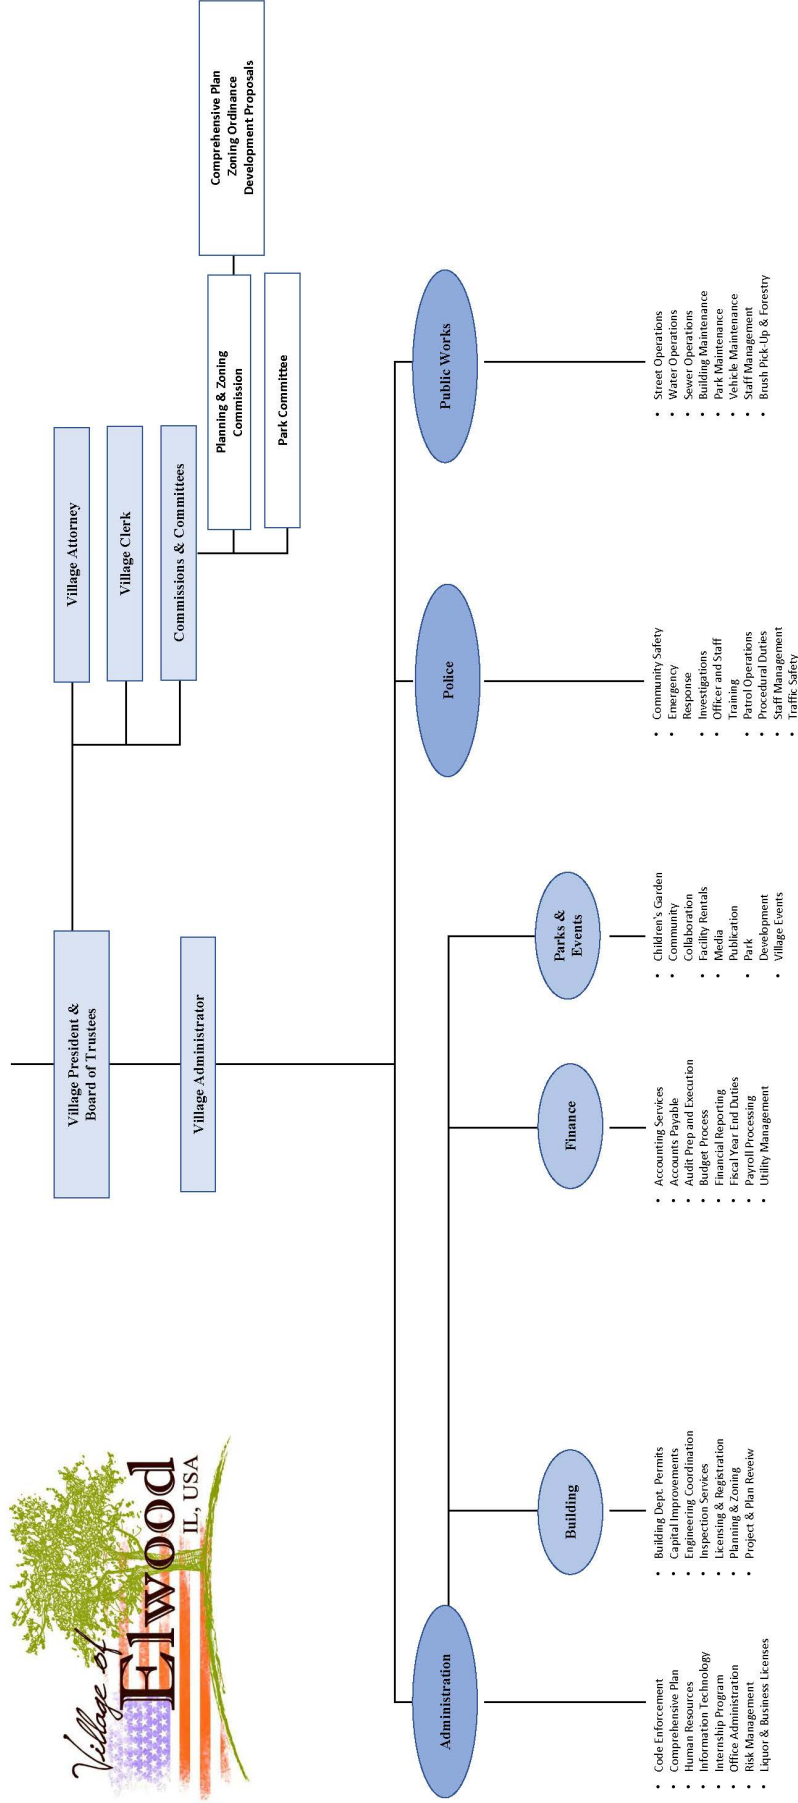 Village of
Elwood
IL, USA
Village President &
Board of Trustees
Village Attorney
Village Clerk
Commissions & Committees
Planning & Zoning
Commission
Comprehensive Plan
Zoning Ordinance
Development Proposals
Park Committee
Village Administrator
Administration
Police
Public Works
Building
Finance
Parks &
Events
• Code Enforcement
• Comprehensive Plan
• Human Resources
• Information Technology
• Internship Program
• Office Administration
• Risk Management
• Liquor & Business Licenses
• Building Dept. Permits
• Capital Improvements
• Engineering Coordination
• Inspection Services
• Licensing & Registration
• Planning & Zoning
• Project & Plan Reveiw
• Accounting Services
• Accounts Payable
• Audit Prep and Execution
• Budget Process
• Financial Reporting
• Fiscal Year End Duties
• Payroll Processing
• Utility Management
• Children's Garden
• Community
Collaboration
• Facility Rentals
• Media
Publication
• Park
Development
• Village Events
• Community Safety
• Emergency
Response
• Investigations
• Officer and Staff
Training
• Patrol Operations
• Procedural Duties
• Staff Management
• Traffic Safety
• Street Operations
• Water Operations
• Sewer Operations
• Building Maintenance
• Park Maintenance
• Vehicle Maintenance
• Staff Management
• Brush Pick-Up & Forestry